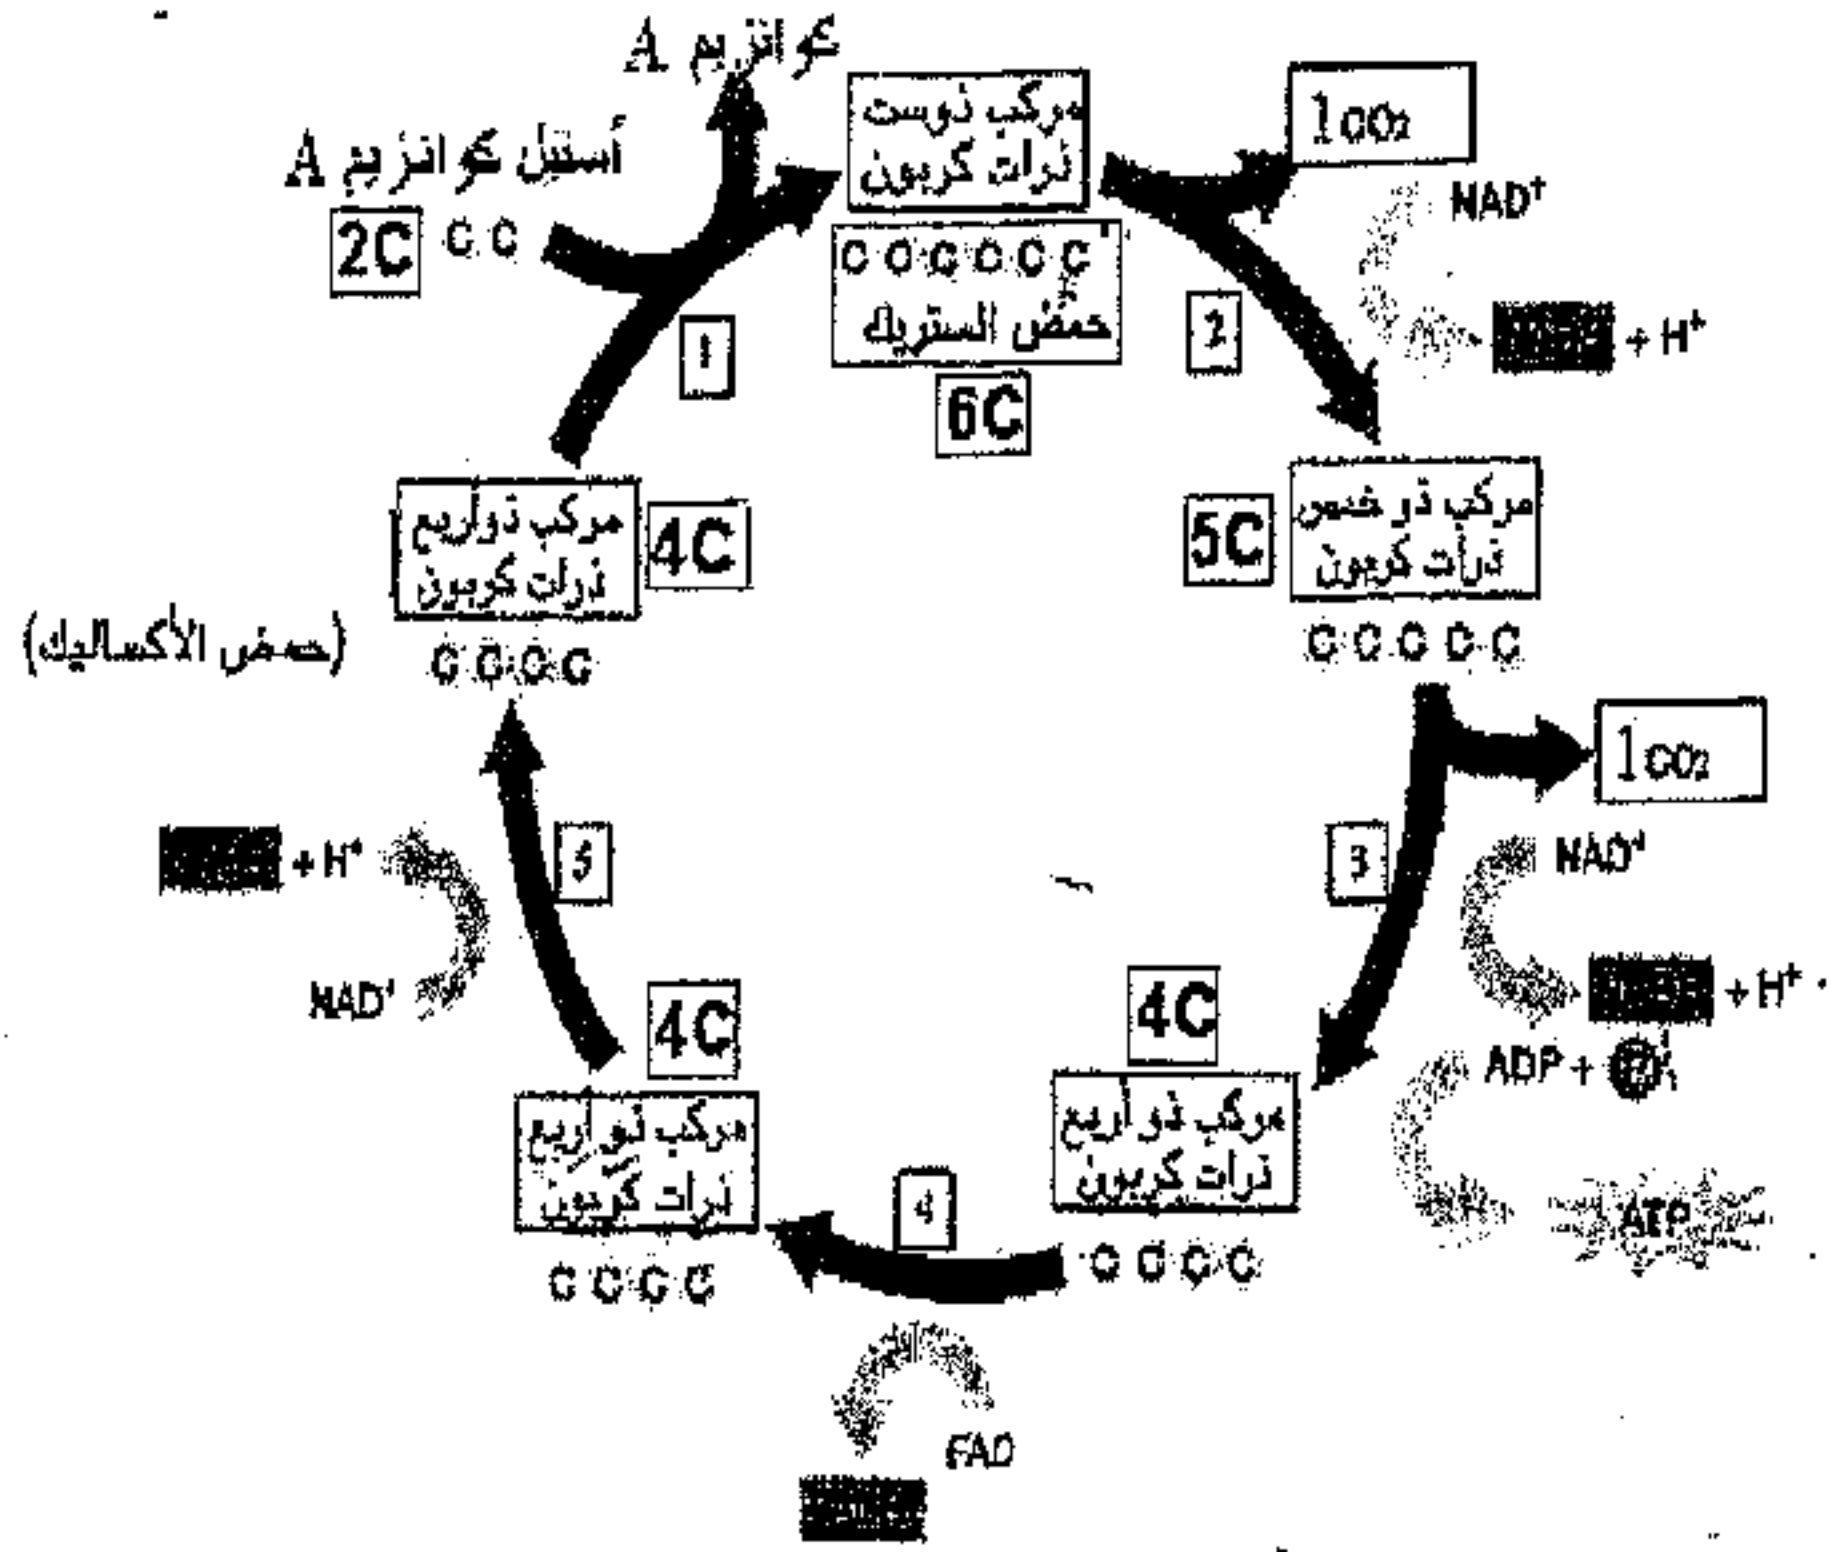 كوانزيم A
أستيل كوانزيم A
2C
C C
مركب ذوست
ذرات كربون
C C C C C C
حمض الستريك
6C
1CO₂
NAD⁺
+ H⁺
1
2
مركب ذو أربع
ذرات كربون
4C
C C C C
(حمض الأكساليك)
5C
مركب ذو خمس
ذرات كربون
C C C C C
1CO₂
NAD⁺
+ H⁺
3
ADP +
ATP
4C
مركب ذو أربع
ذرات كربون
C C C C
4
FAD
4C
مركب ذو أربع
ذرات كربون
C C C C
5
+ H⁺
NAD⁺